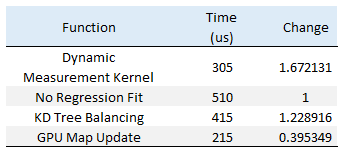 Function Time (us) Change
Dynamic Measurement Kernel 305 1.672131
No Regression Fit 510 1
KD Tree Balancing 415 1.228916
GPU Map Update 215 0.395349